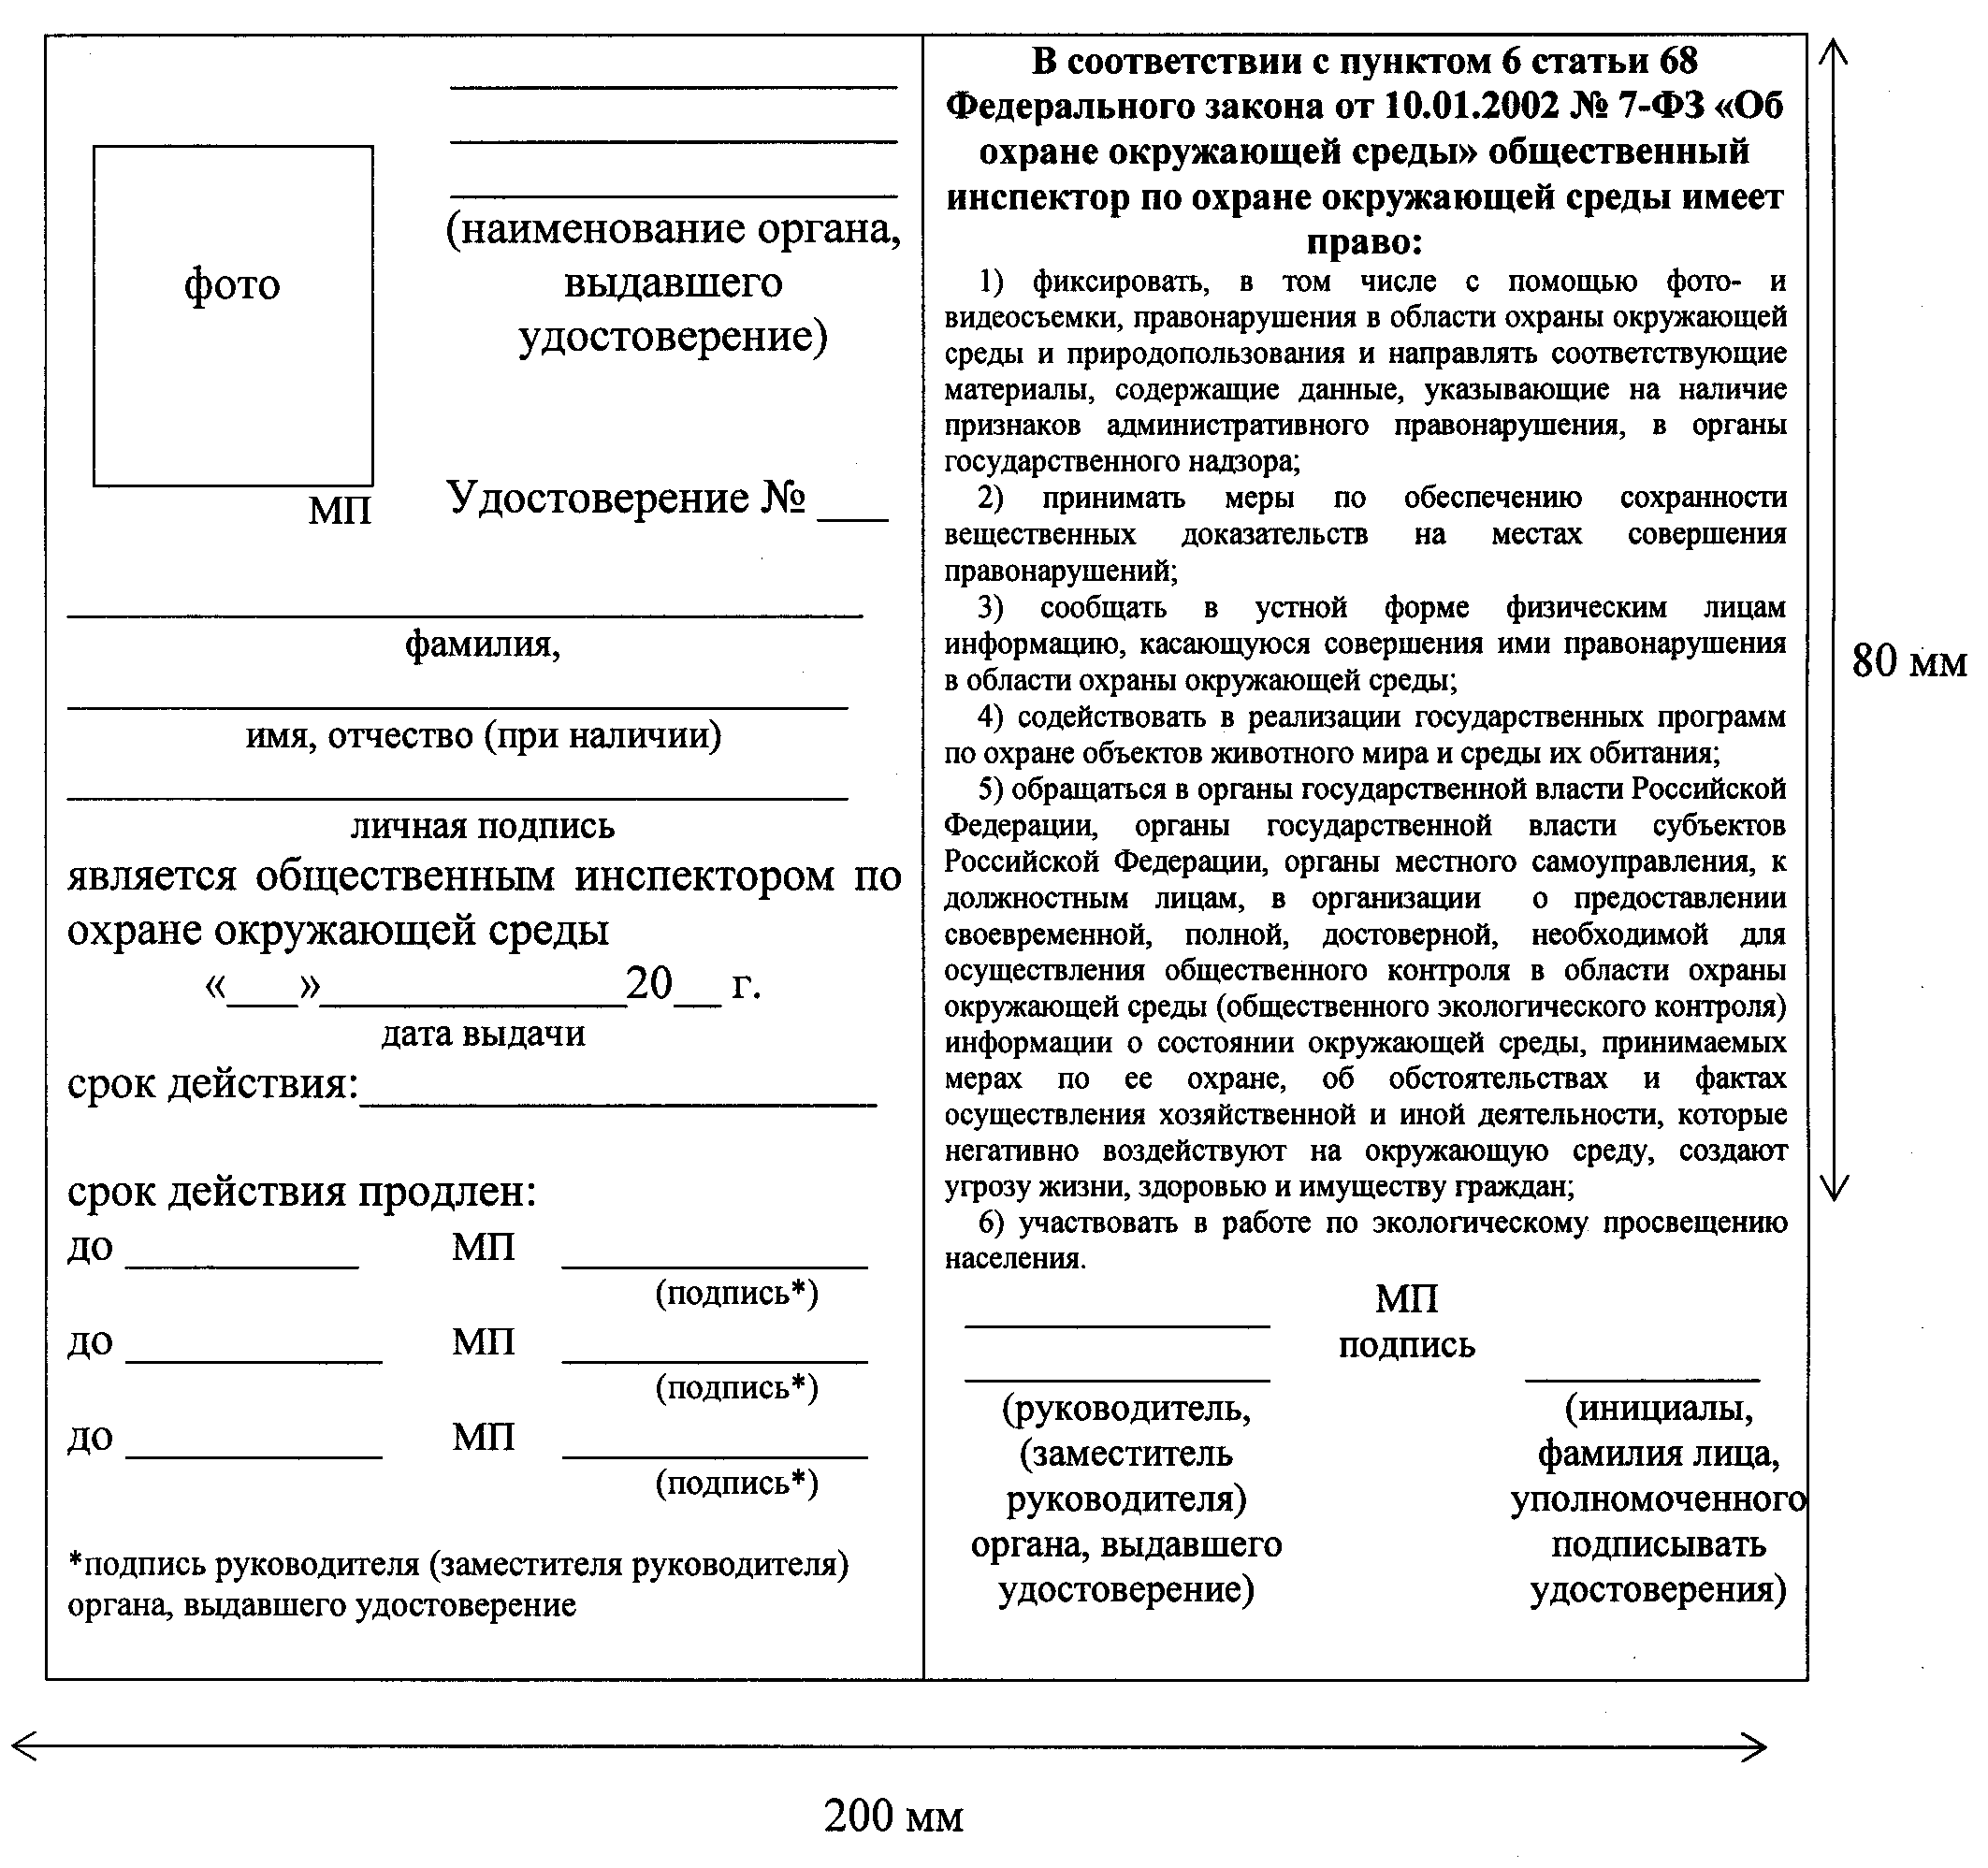 (наименование органа,
выдавшего
удостоверение)
фото
МП
Удостоверение № ___
фамилия,
имя, отчество (при наличии)
личная подпись
является общественным инспектором по
охране окружающей среды
«___»_____________20__ г.
дата выдачи
срок действия:______________________
срок действия продлен:
до __________ МП _____________
(подпись*)
до ___________ МП _____________
(подпись*)
до ___________ МП _____________
(подпись*)
*подпись руководителя (заместителя руководителя)
органа, выдавшего удостоверение
В соответствии с пунктом 6 статьи 68
Федерального закона от 10.01.2002 № 7-ФЗ «Об
охране окружающей среды» общественный
инспектор по охране окружающей среды имеет
право:
1) фиксировать, в том числе с помощью фото- и
видеосъемки, правонарушения в области охраны окружающей
среды и природопользования и направлять соответствующие
материалы, содержащие данные, указывающие на наличие
признаков административного правонарушения, в органы
государственного надзора;
2) принимать меры по обеспечению сохранности
вещественных доказательств на местах совершения
правонарушений;
3) сообщать в устной форме физическим лицам
информацию, касающуюся совершения ими правонарушения
в области охраны окружающей среды;
4) содействовать в реализации государственных программ
по охране объектов животного мира и среды их обитания;
5) обращаться в органы государственной власти Российской
Федерации, органы государственной власти субъектов
Российской Федерации, органы местного самоуправления, к
должностным лицам, в организации о предоставлении
своевременной, полной, достоверной, необходимой для
осуществления общественного контроля в области охраны
окружающей среды (общественного экологического контроля)
информации о состоянии окружающей среды, принимаемых
мерах по ее охране, об обстоятельствах и фактах
осуществления хозяйственной и иной деятельности, которые
негативно воздействуют на окружающую среду, создают
угрозу жизни, здоровью и имуществу граждан;
6) участвовать в работе по экологическому просвещению
населения.
МП
подпись
(руководитель,
(заместитель
руководителя)
органа, выдавшего
удостоверение)
(инициалы,
фамилия лица,
уполномоченного
подписывать
удостоверения)
80 мм
200 мм